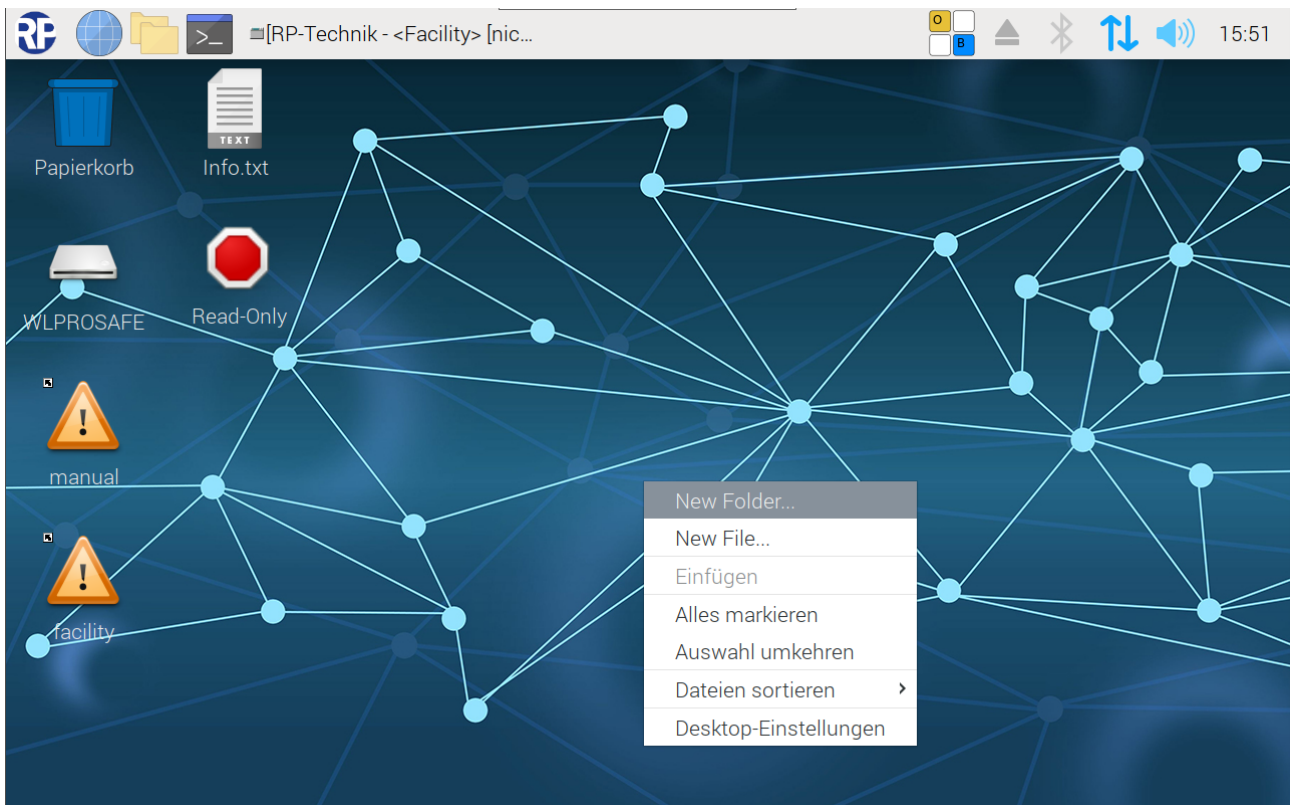 RP
>_
[RP-Technik - <Facility> [nic...
O
B
15:51
TEXT
Papierkorb
Info.txt
WLPROSAFE
Read-Only
manual
facility
New Folder...
New File...
Einfügen
Alles markieren
Auswahl umkehren
Dateien sortieren
Desktop-Einstellungen